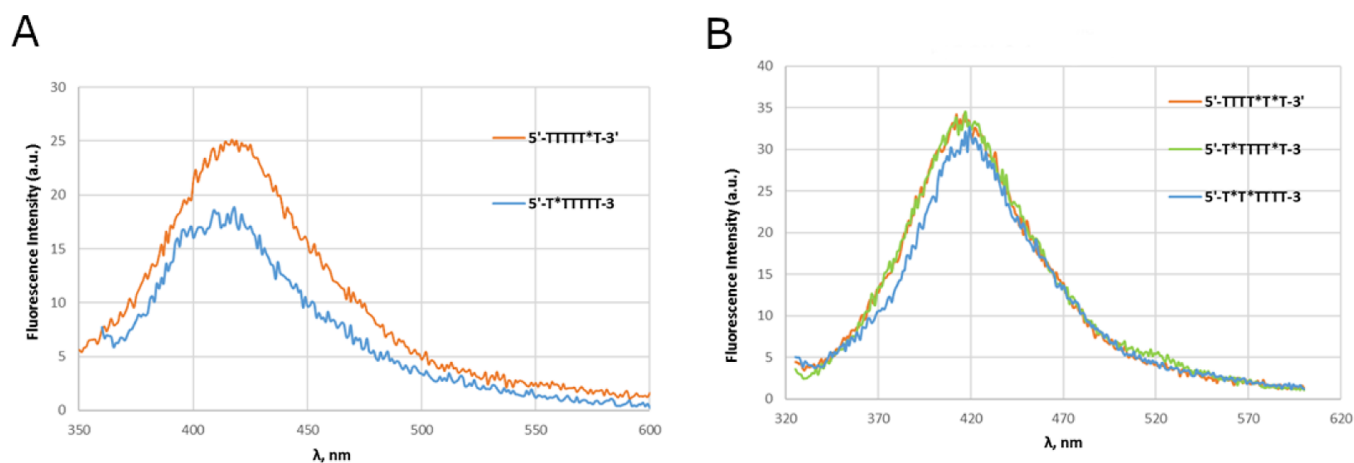 A
B
Fluorescence Intensity (a.u.)
30
25
20
15
10
5
0
350
400
450
500
550
600
λ, nm
5'-TTTTT*T-3'
5'-T*TTTTT-3
Fluorescence Intensity (a.u.)
40
35
30
25
20
15
10
5
0
320
370
420
470
520
570
620
λ, nm
5'-TTTT*T*T-3'
5'-T*TTTT*T-3
5'-T*T*TTTT-3